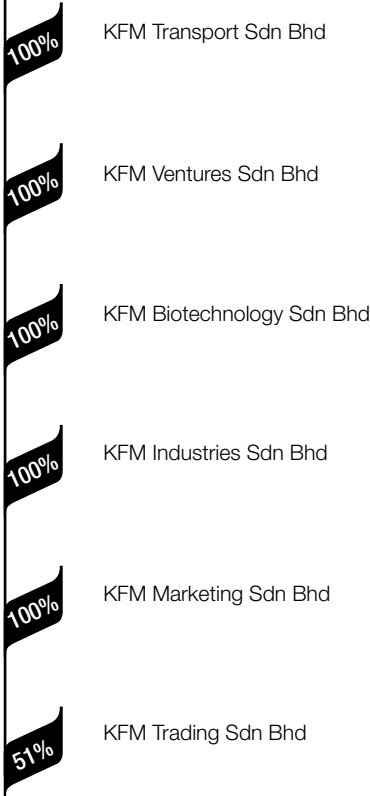 100%
KFM Transport Sdn Bhd
100%
KFM Ventures Sdn Bhd
100%
KFM Biotechnology Sdn Bhd
100%
KFM Industries Sdn Bhd
100%
KFM Marketing Sdn Bhd
51%
KFM Trading Sdn Bhd